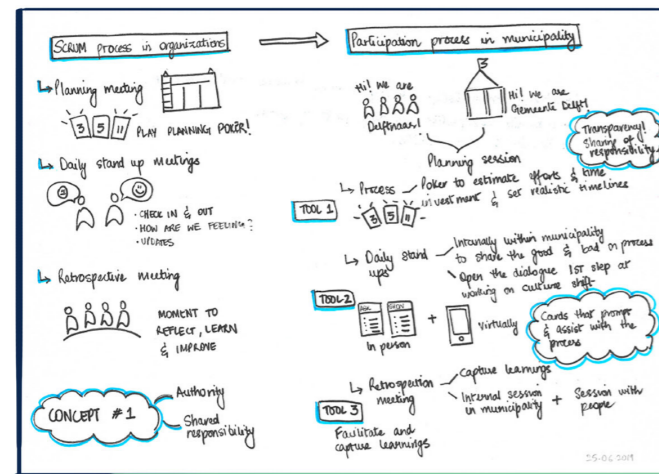 SCRUM process in organizations
Planning meeting
3 5 11 PLAY PLANNING POKER!
Daily stand up meetings
• CHECK IN & OUT
• HOW ARE WE FEELING?
• UPDATES
Retrospective meeting
MOMENT TO
REFLECT, LEARN
& IMPROVE
CONCEPT #1
Authority
Shared
responsibility
Participation process in municipality
Hi! we are
Delftnaar!
Hi! we are
Gemeente Delft!
Transparency!
Sharing of
responsibility
Planning session
Process
Poker to estimate efforts & time
investment & set realistic timelines
TOOL 1
3 5 11
Daily stand
ups
Internally within municipality
to share the good & bad on process
Open the dialogue 1st step at
working on culture shift
TOOL 2
+
In person
virtually
Cards that prompt
& assist with the
process
Retrospection
meeting
Capture learnings
Internal session
in municipality + Session with
people
TOOL 3
Facilitate and
capture learnings
25-06-2019